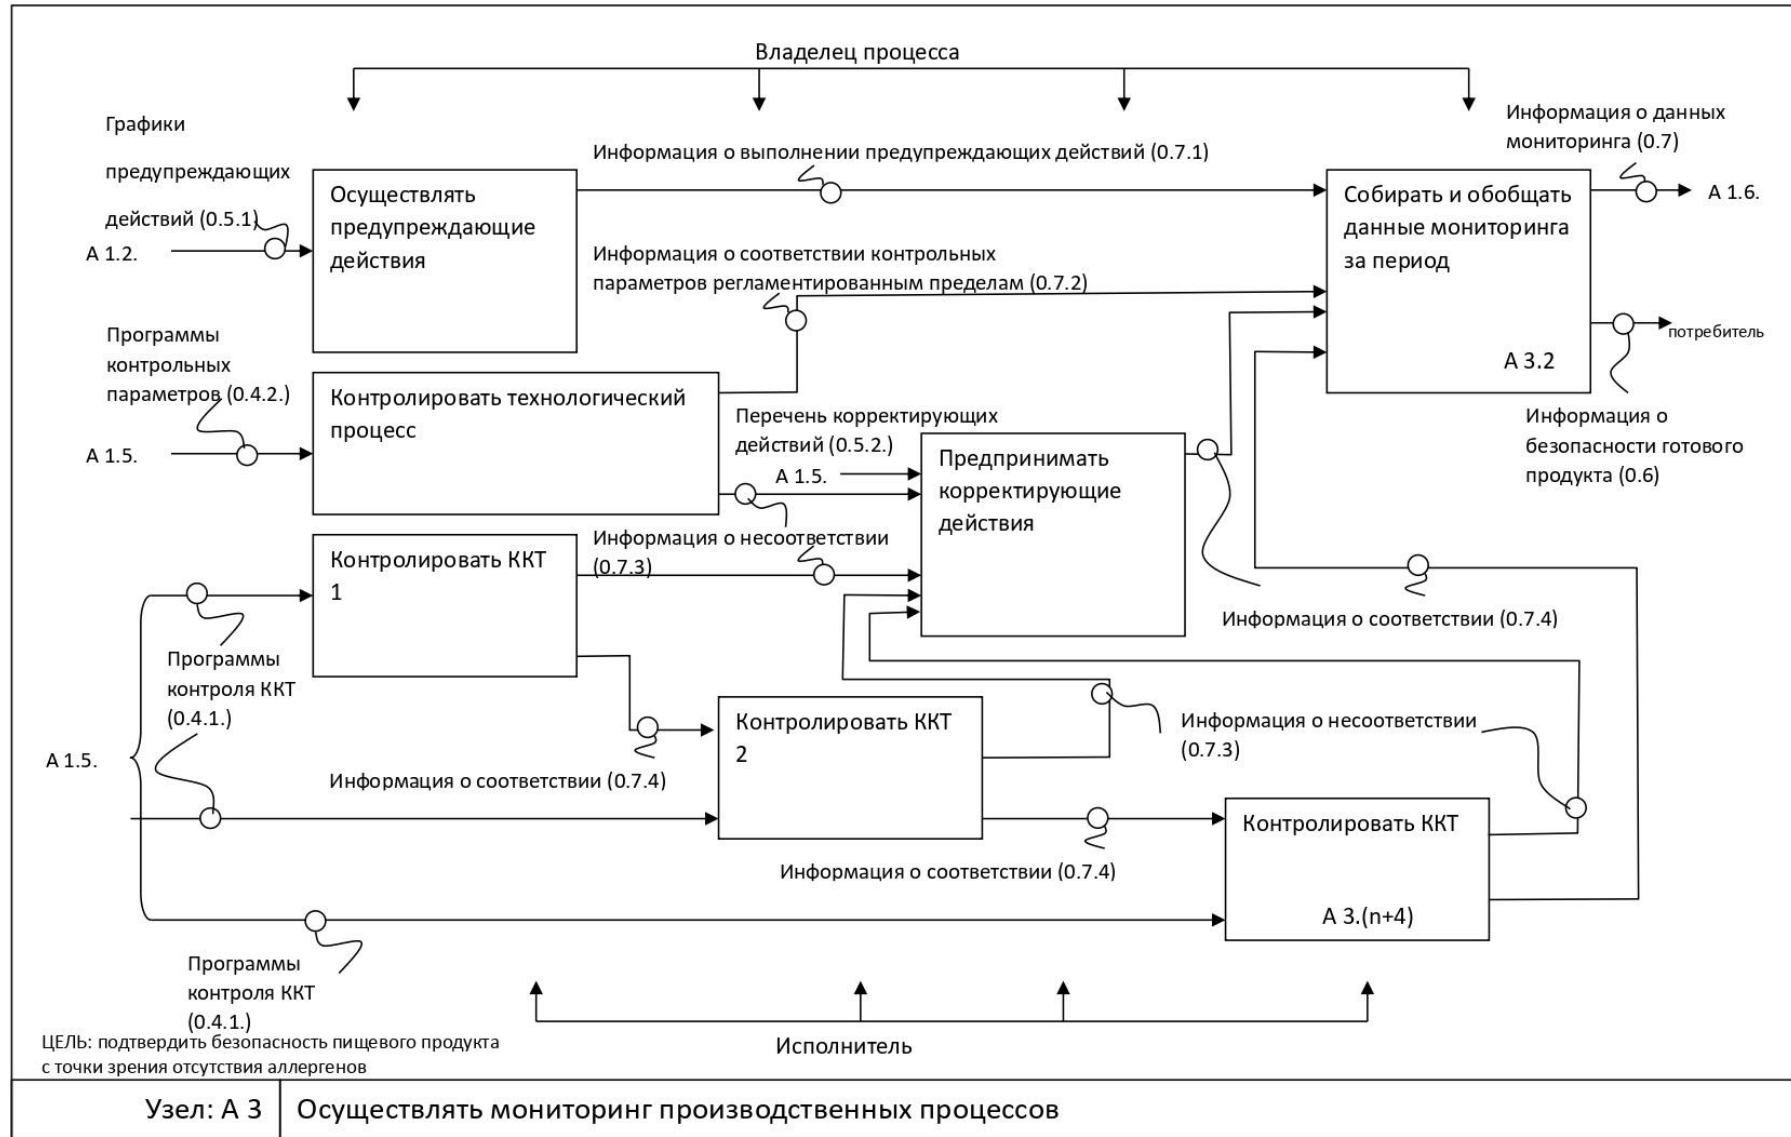 Владелец процесса
Графики
предупреждающих
действий (0.5.1)
А 1.2.
Осуществлять
предупреждающие
действия
Информация о выполнении предупреждающих действий (0.7.1)
Информация о данных
мониторинга (0.7)
А 1.6.
Собирать и обобщать
данные мониторинга
за период
А 3.2
потребитель
Информация о соответствии контрольных
параметров регламентированным пределам (0.7.2)
Программы
контрольных
параметров (0.4.2.)
А 1.5.
Контролировать технологический
процесс
Перечень корректирующих
действий (0.5.2.)
А 1.5.
Предпринимать
корректирующие
действия
Информация о
безопасности готового
продукта (0.6)
Информация о несоответствии
(0.7.3)
Контролировать ККТ
1
Информация о соответствии (0.7.4)
Программы
контроля ККТ
(0.4.1.)
А 1.5.
Информация о соответствии (0.7.4)
Контролировать ККТ
2
Информация о несоответствии
(0.7.3)
Информация о соответствии (0.7.4)
Контролировать ККТ
А 3.(n+4)
Программы
контроля ККТ
(0.4.1.)
Исполнитель
ЦЕЛЬ: подтвердить безопасность пищевого продукта
с точки зрения отсутствия аллергенов
Узел: А 3
Осуществлять мониторинг производственных процессов